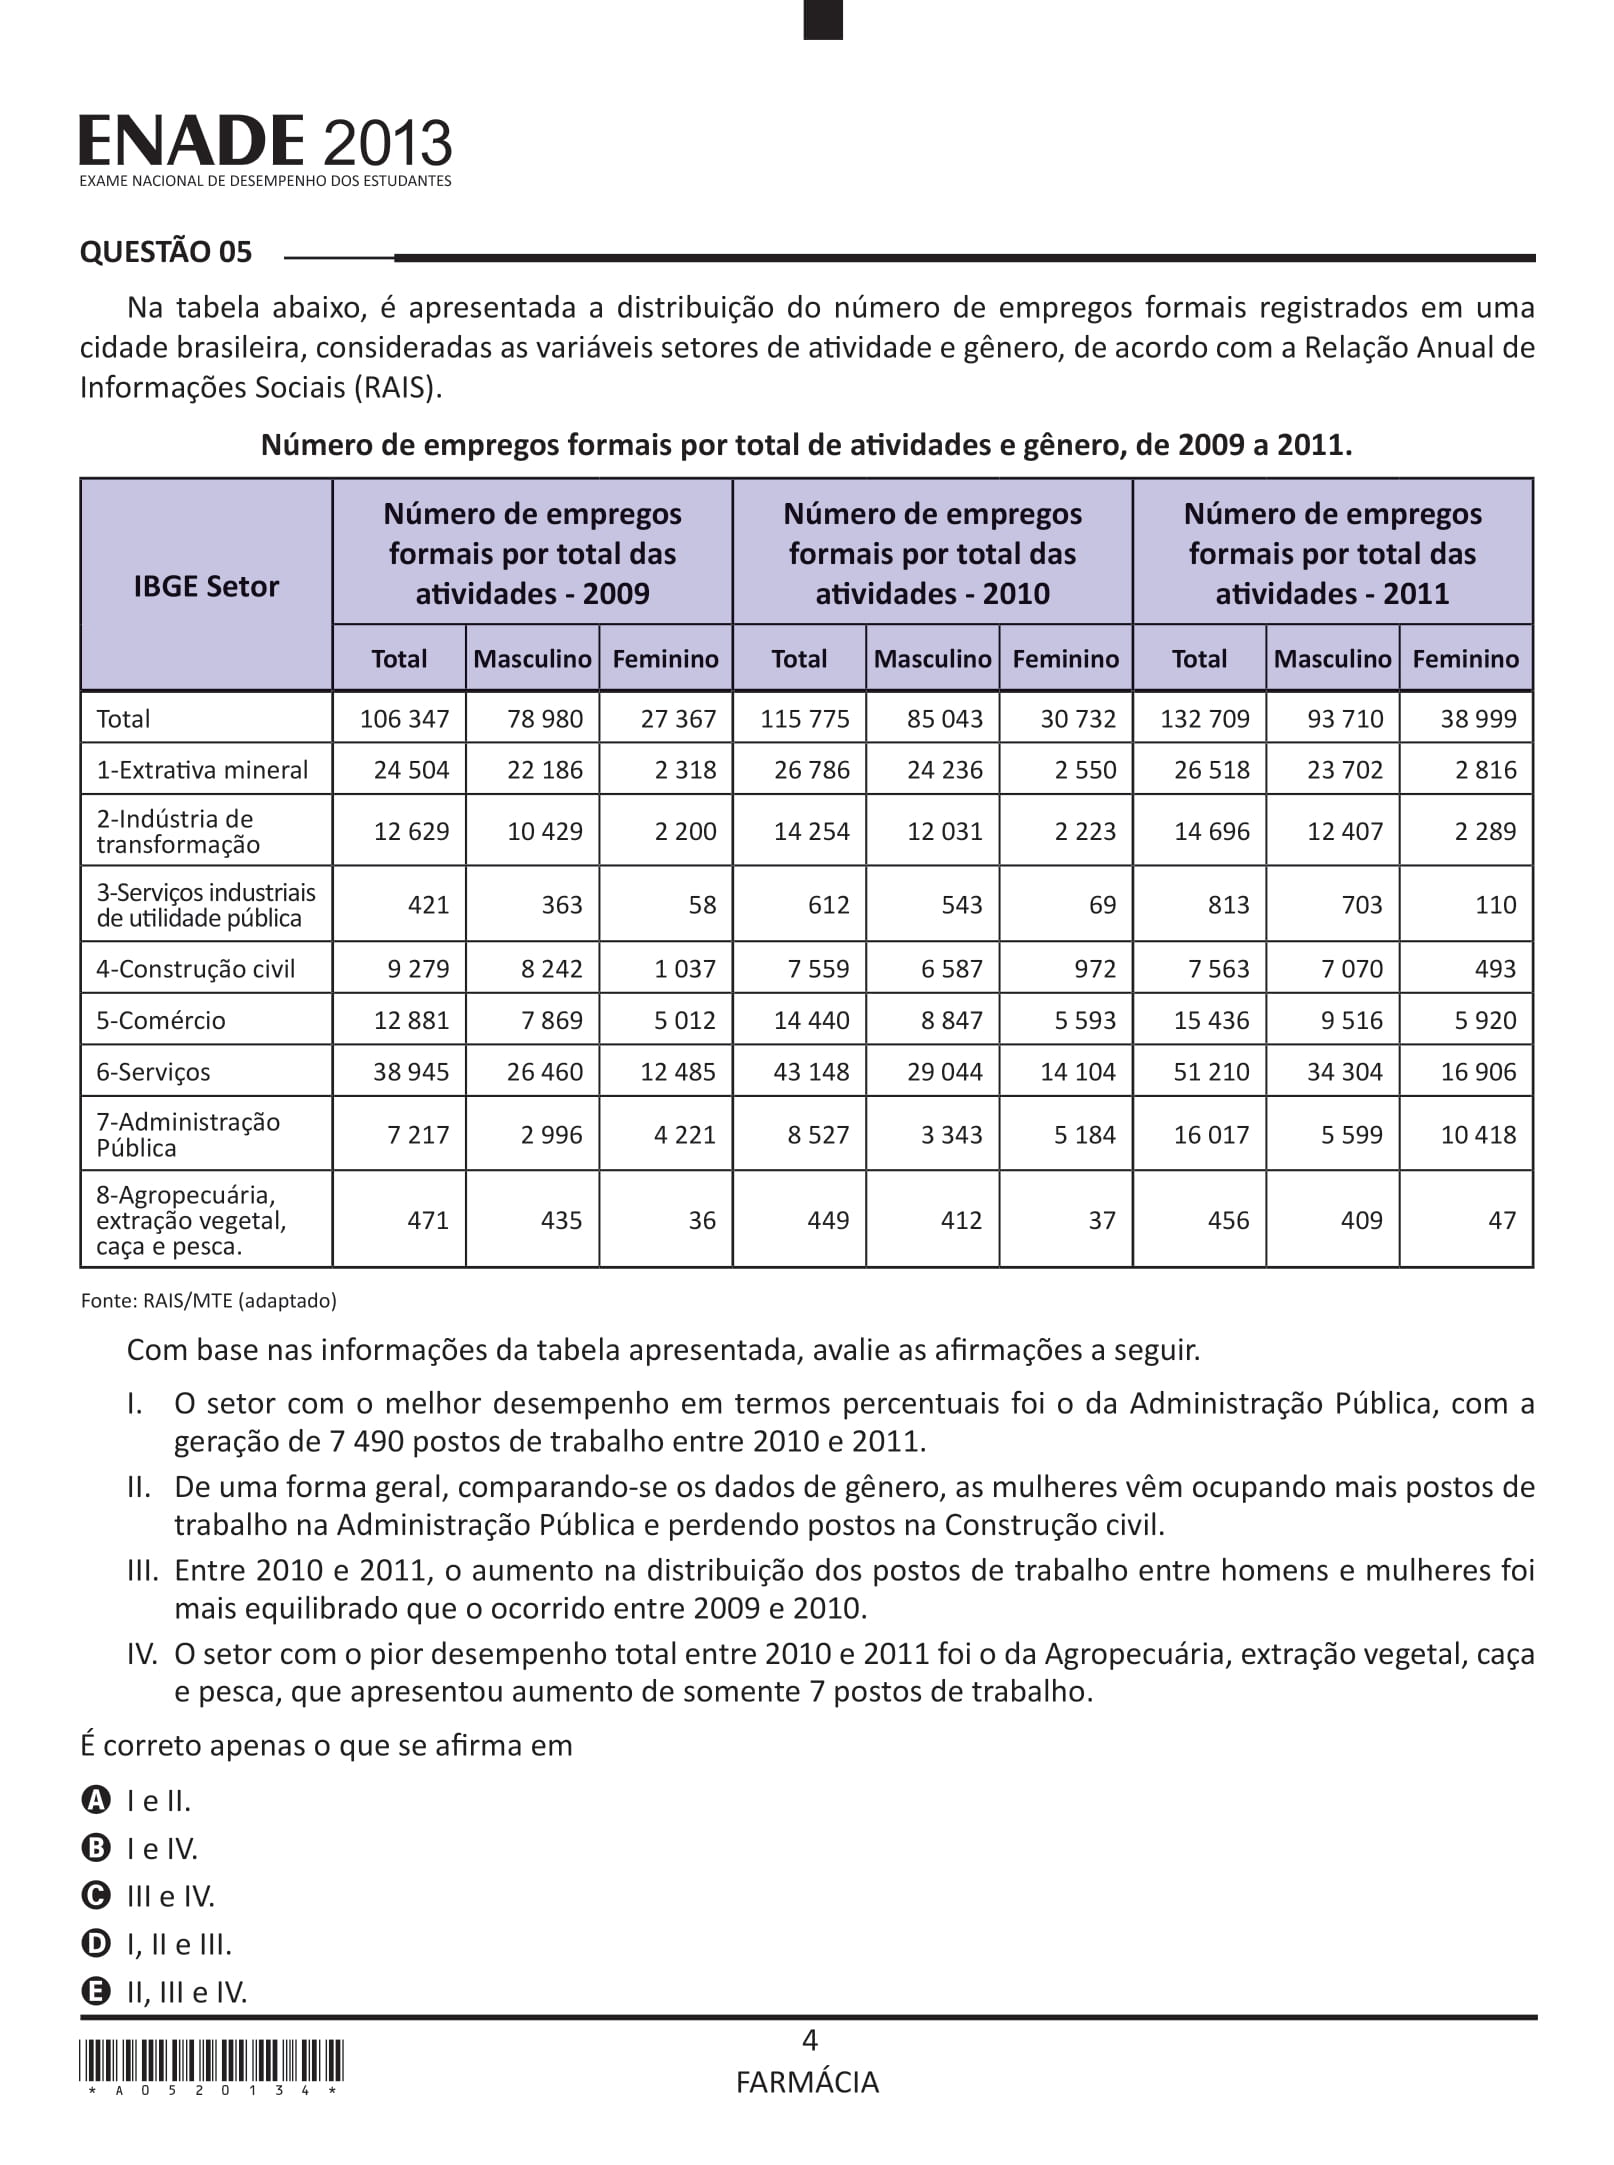 ENADE 2013
EXAME NACIONAL DE DESEMPENHO DOS ESTUDANTES
QUESTÃO 05
Na tabela abaixo, é apresentada a distribuição do número de empregos formais registrados em uma
cidade brasileira, consideradas as variáveis setores de atividade e gênero, de acordo com a Relação Anual de
Informações Sociais (RAIS).
Número de empregos formais por total de atividades e gênero, de 2009 a 2011.
IBGE Setor
Número de empregos
formais por total das
atividades - 2009
Número de empregos
formais por total das
atividades - 2010
Número de empregos
formais por total das
atividades - 2011
Total Masculino Feminino Total Masculino Feminino Total Masculino Feminino
Total 106 347 78 980 27 367 115 775 85 043 30 732 132 709 93 710 38 999
1-Extrativa mineral 24 504 22 186 2 318 26 786 24 236 2 550 26 518 23 702 2 816
2-Indústria de
transformação 12 629 10 429 2 200 14 254 12 031 2 223 14 696 12 407 2 289
3-Serviços industriais
de utilidade pública 421 363 58 612 543 69 813 703 110
4-Construção civil 9 279 8 242 1 037 7 559 6 587 972 7 563 7 070 493
5-Comércio 12 881 7 869 5 012 14 440 8 847 5 593 15 436 9 516 5 920
6-Serviços 38 945 26 460 12 485 43 148 29 044 14 104 51 210 34 304 16 906
7-Administração
Pública 7 217 2 996 4 221 8 527 3 343 5 184 16 017 5 599 10 418
8-Agropecuária,
extração vegetal,
caça e pesca. 471 435 36 449 412 37 456 409 47
Fonte: RAIS/MTE (adaptado)
Com base nas informações da tabela apresentada, avalie as afirmações a seguir.
I. O setor com o melhor desempenho em termos percentuais foi o da Administração Pública, com a
geração de 7 490 postos de trabalho entre 2010 e 2011.
II. De uma forma geral, comparando-se os dados de gênero, as mulheres vêm ocupando mais postos de
trabalho na Administração Pública e perdendo postos na Construção civil.
III. Entre 2010 e 2011, o aumento na distribuição dos postos de trabalho entre homens e mulheres foi
mais equilibrado que o ocorrido entre 2009 e 2010.
IV. O setor com o pior desempenho total entre 2010 e 2011 foi o da Agropecuária, extração vegetal, caça
e pesca, que apresentou aumento de somente 7 postos de trabalho.
É correto apenas o que se afirma em
A I e II.
B I e IV.
C III e IV.
D I, II e III.
E II, III e IV.
4
FARMÁCIA
* A 0 5 2 0 1 3 4 *